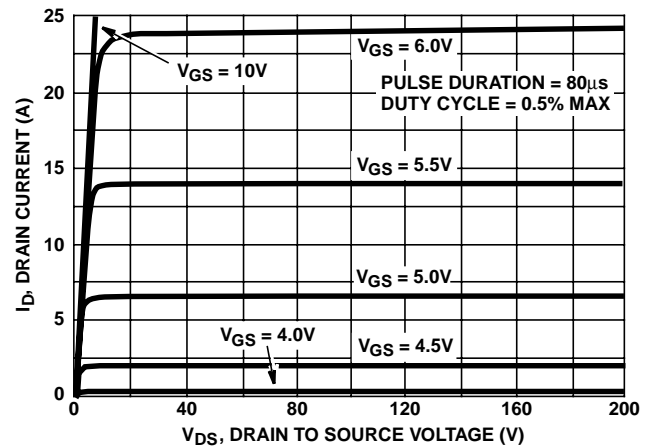 25
20
15
10
5
0
0
40
80
120
160
200
I_D, DRAIN CURRENT (A)
V_DS, DRAIN TO SOURCE VOLTAGE (V)
V_GS = 10V
V_GS = 6.0V
PULSE DURATION = 80μs
DUTY CYCLE = 0.5% MAX
V_GS = 5.5V
V_GS = 5.0V
V_GS = 4.0V
V_GS = 4.5V